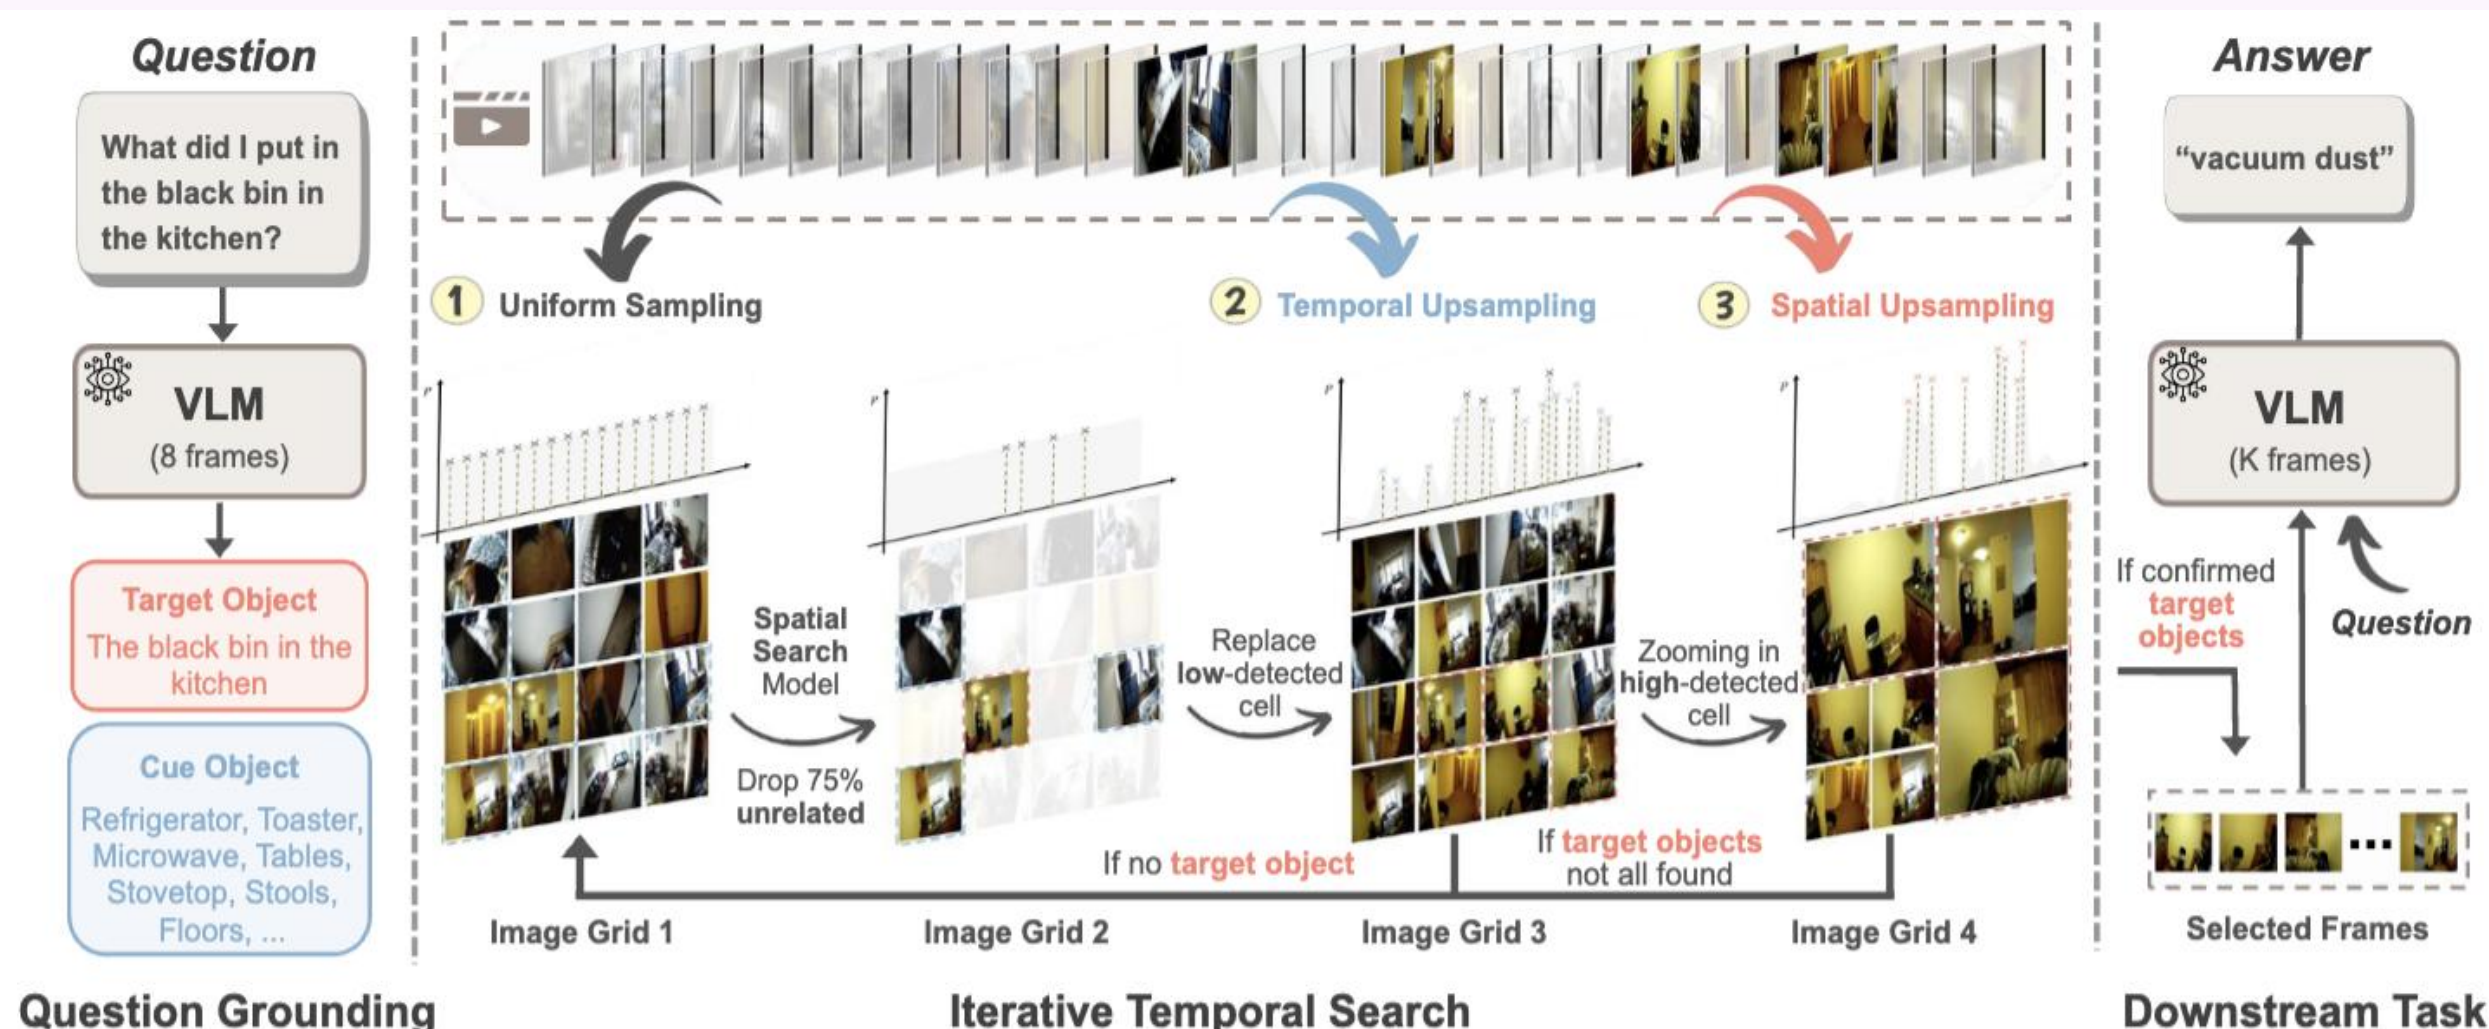 Question
What did I put in
the black bin in
the kitchen?
VLM
(8 frames)
Target Object
The black bin in the
kitchen
Cue Object
Refrigerator, Toaster,
Microwave, Tables,
Stovetop, Stools,
Floors, ...
Question Grounding
1 Uniform Sampling
2 Temporal Upsampling
3 Spatial Upsampling
P
P
P
P
Spatial
Search
Model
Drop 75%
unrelated
Replace
low-detected
cell
Zooming in
high-detected
cell
If no target object
If target objects
not all found
Image Grid 1
Image Grid 2
Image Grid 3
Image Grid 4
Iterative Temporal Search
Answer
“vacuum dust”
VLM
(K frames)
If confirmed
target
objects
Question
...
Selected Frames
Downstream Task